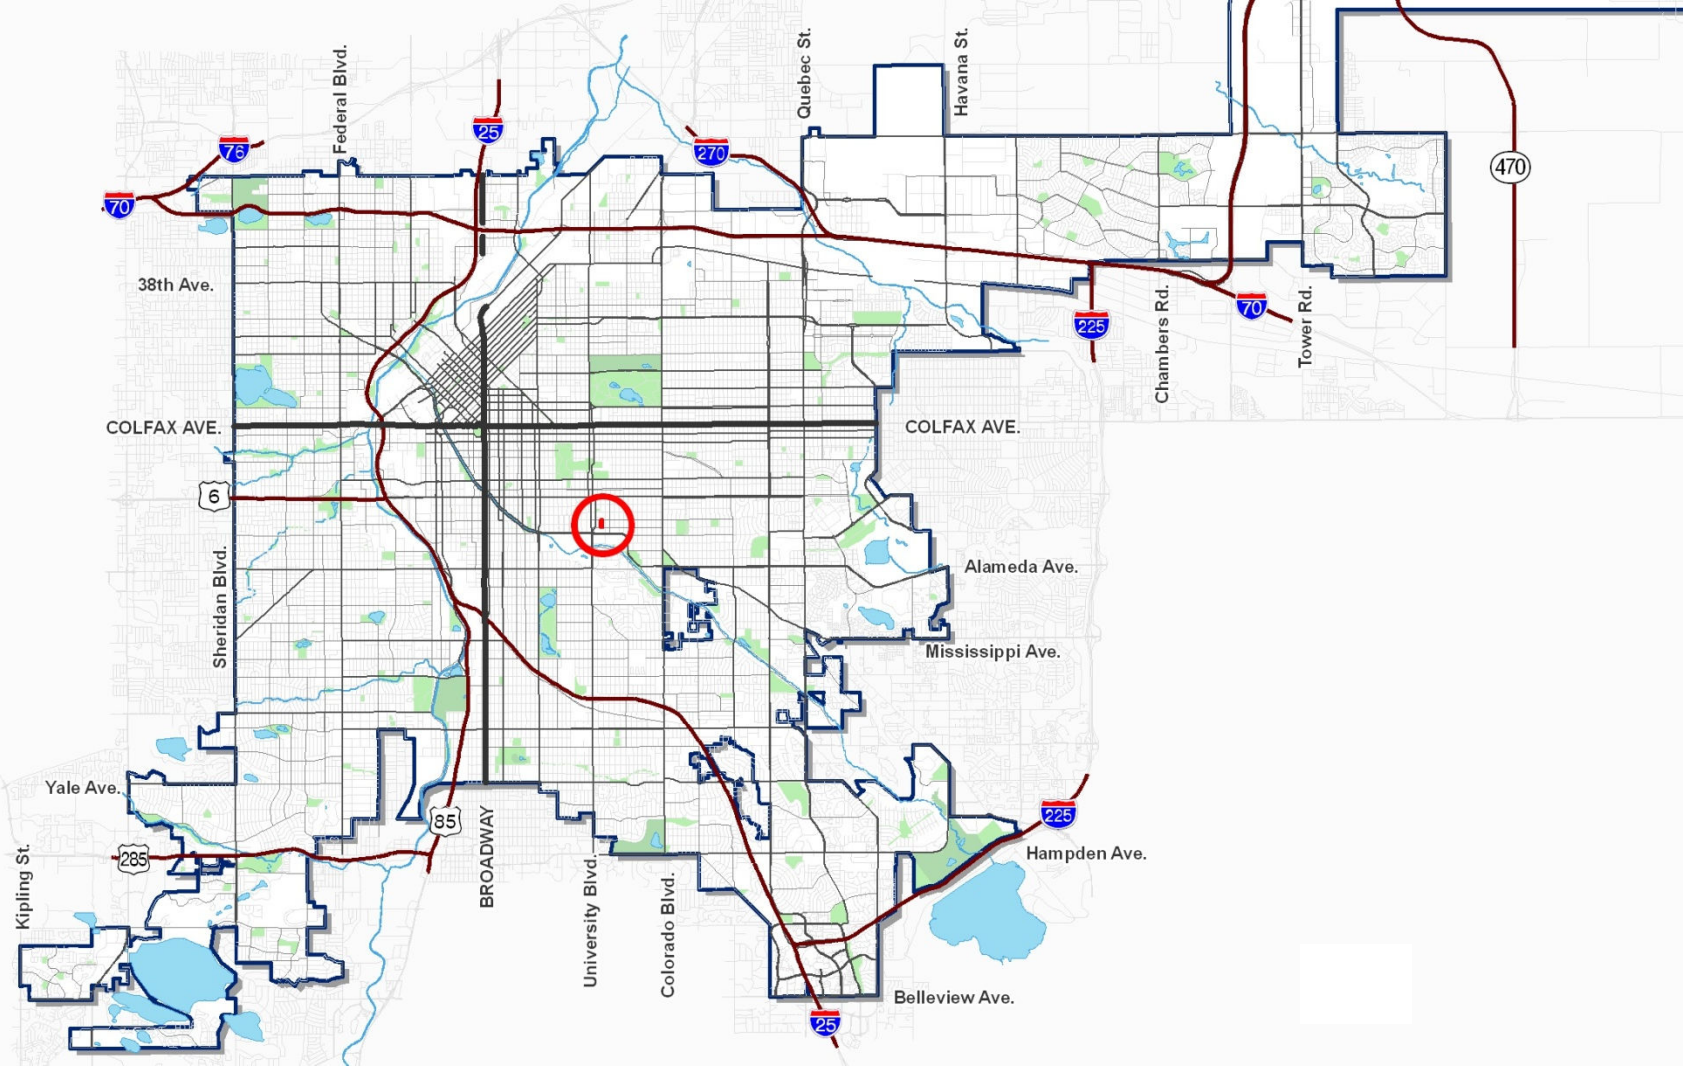 Federal Blvd.
Quebec St.
Havana St.
25
76
270
470
70
38th Ave.
225
Chambers Rd.
70
Tower Rd.
COLFAX AVE.
COLFAX AVE.
6
Sheridan Blvd.
Alameda Ave.
Mississippi Ave.
Yale Ave.
85
BROADWAY
225
285
Kipling St.
University Blvd.
Colorado Blvd.
Hampden Ave.
Belleview Ave.
25